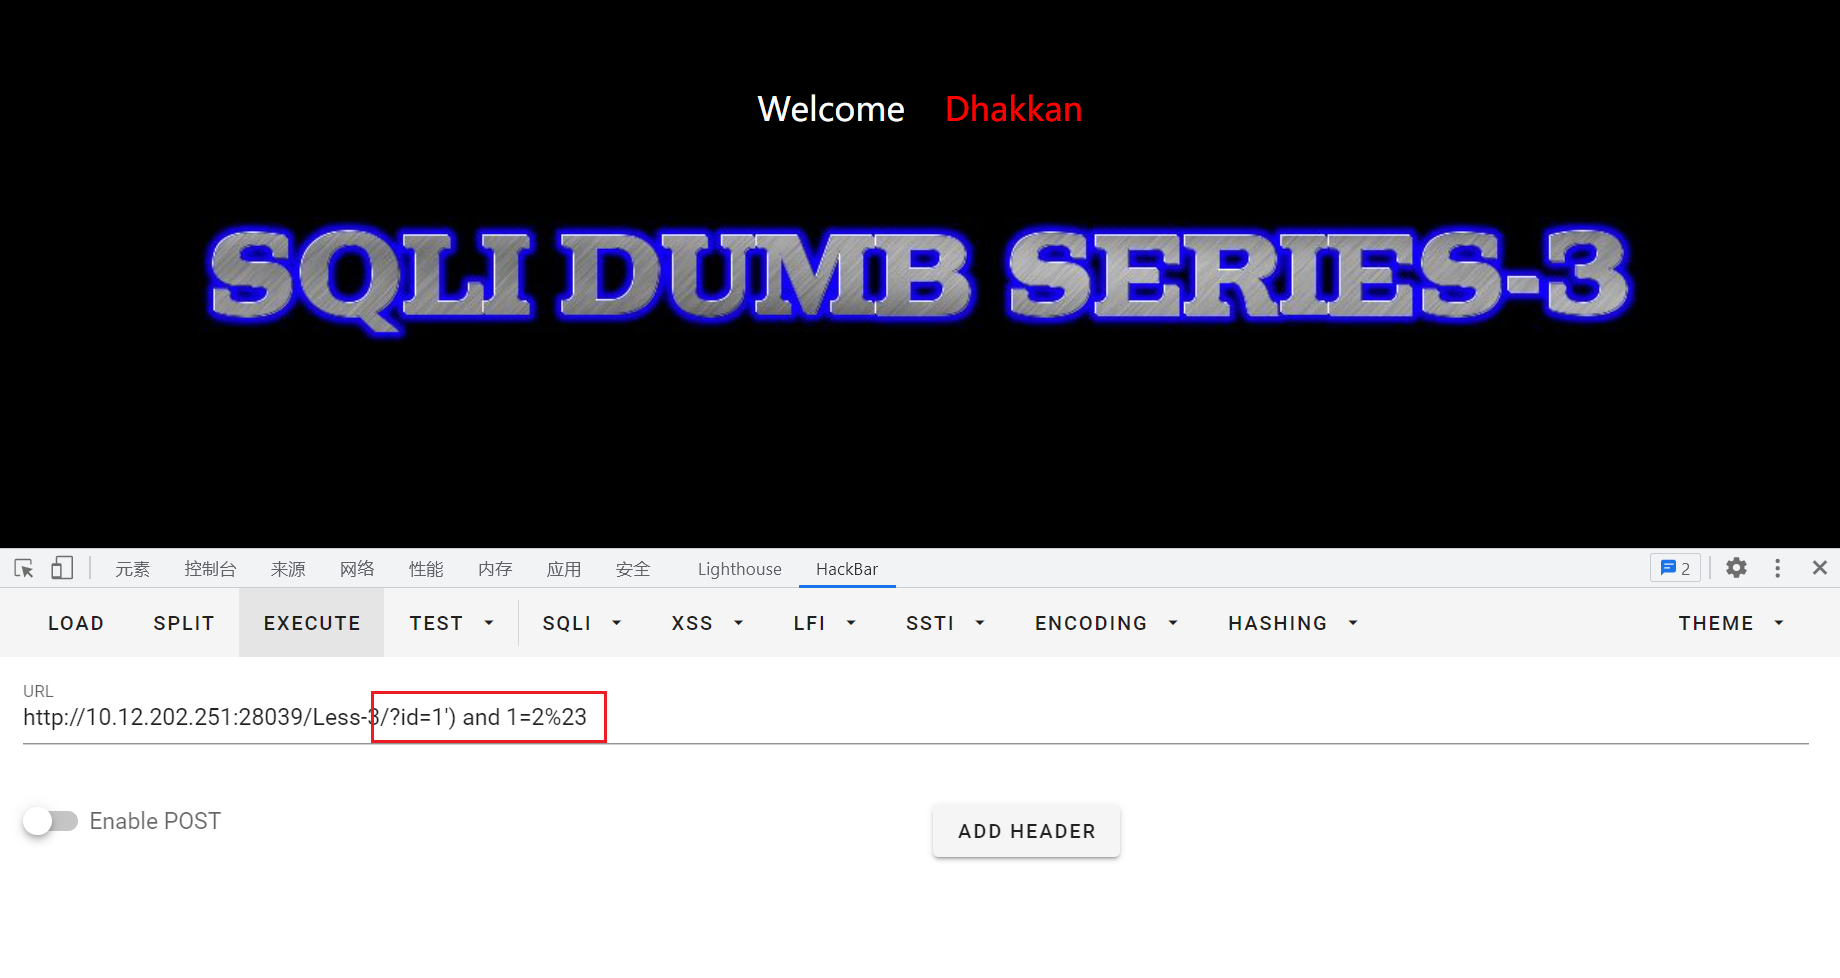 Welcome Dhakkan
SQLI DUMB SERIES-3
元素 控制台 来源 网络 性能 内存 应用 安全 Lighthouse HackBar 2
LOAD SPLIT EXECUTE TEST SQLI XSS LFI SSTI ENCODING HASHING THEME
URL
http://10.12.202.251:28039/Less-3/?id=1') and 1=2%23
Enable POST ADD HEADER